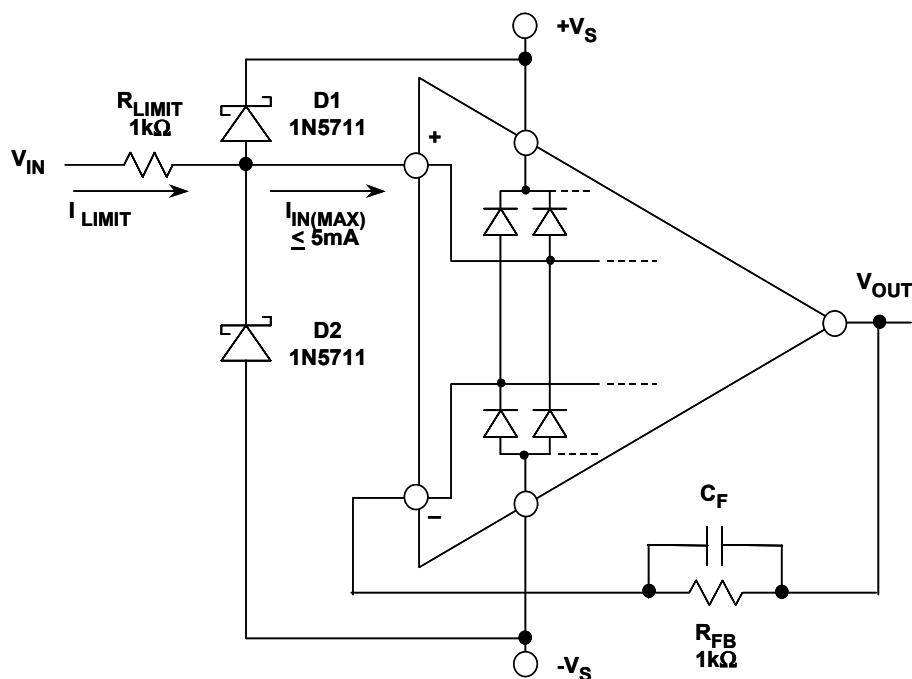 +VS
RLIMIT
1kΩ
D1
1N5711
VIN
ILIMIT
IIN(MAX)
≤ 5mA
+
VOUT
D2
1N5711
–
CF
RFB
1kΩ
-VS